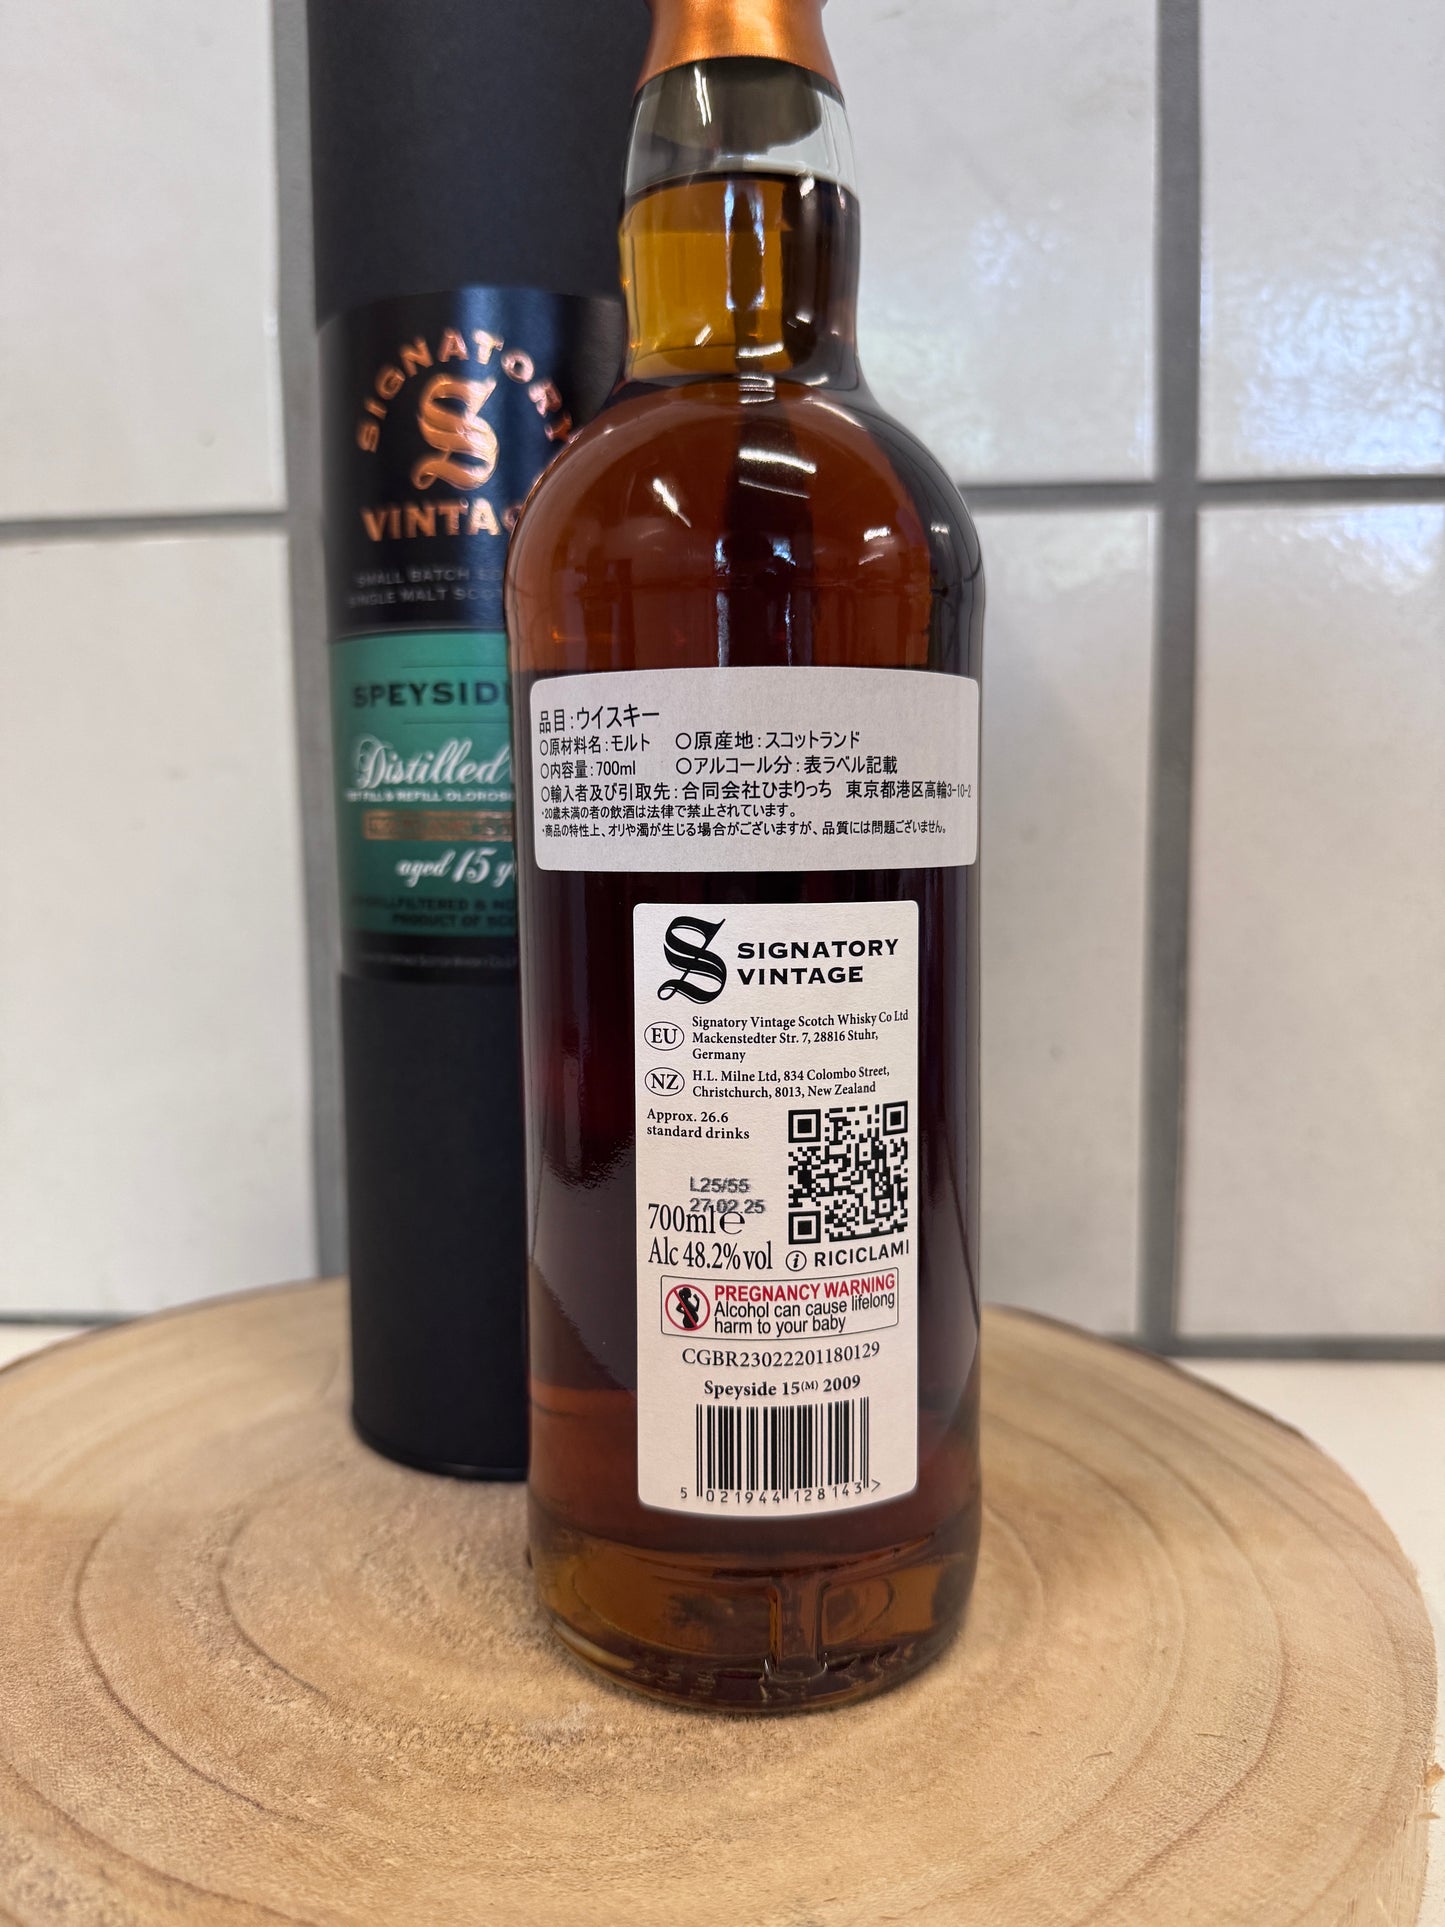 SIGNATORY
S
VINTA
SMALL BATCH
SINGLE MALT
SPEYSID
Distilled
& REFILL OLOROSO
aged 15 y
PRODUCT OF
品目:ウイスキー
○原材料名:モルト ○原産地:スコットランド
○内容量:700ml ○アルコール分:表ラベル記載
○輸入者及び引取先:合同会社ひまりっち 東京都港区高輪3-10-2
・20歳未満の者の飲酒は法律で禁止されています。
・商品の特性上、オリや濁が生じる場合がございますが、品質には問題ございません。
S SIGNATORY
VINTAGE
EU Signatory Vintage Scotch Whisky Co Ltd
Mackenstedter Str. 7, 28816 Stuhr,
Germany
NZ H.L. Milne Ltd, 834 Colombo Street,
Christchurch, 8013, New Zealand
Approx. 26.6
standard drinks
L25/55
27.02.25
700ml℮
Alc 48.2%vol
i RICICLAMI
PREGNANCY WARNING
Alcohol can cause lifelong
harm to your baby
CGBR23022201180129
Speyside 15(M) 2009
5 021944 128143 >